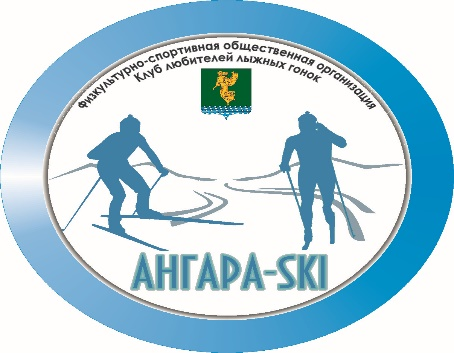 Физкультурно-спортивная общественная организация
Клуб любителей лыжных гонок
АНГАРА-SKI